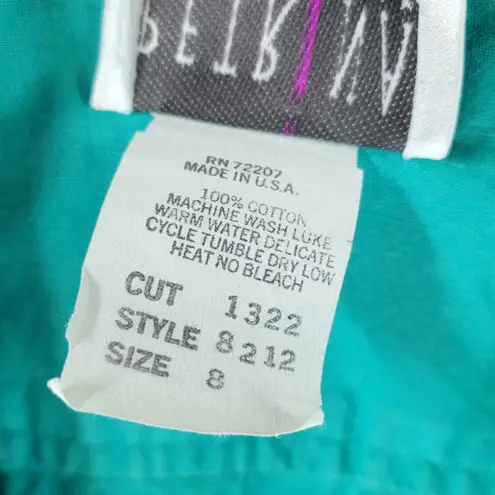 RN 72207
MADE IN U.S.A.
100% COTTON
MACHINE WASH LUKE
WARM WATER DELICATE
CYCLE TUMBLE DRY LOW
HEAT NO BLEACH
CUT 1322
STYLE 8212
SIZE 8